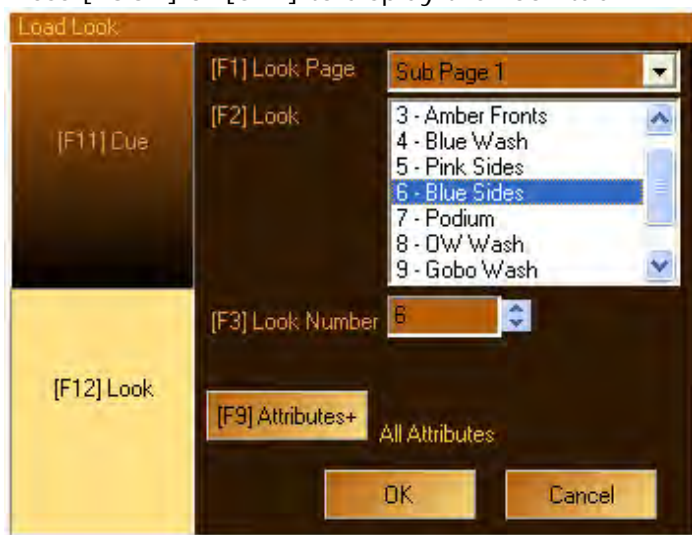 Load Look
[F11] Cue
[F12] Look
[F1] Look Page
Sub Page 1
[F2] Look
3 - Amber Fronts
4 - Blue Wash
5 - Pink Sides
6 - Blue Sides
7 - Podium
8 - OW Wash
9 - Gobo Wash
[F3] Look Number
6
[F9] Attributes+
All Attributes
OK
Cancel